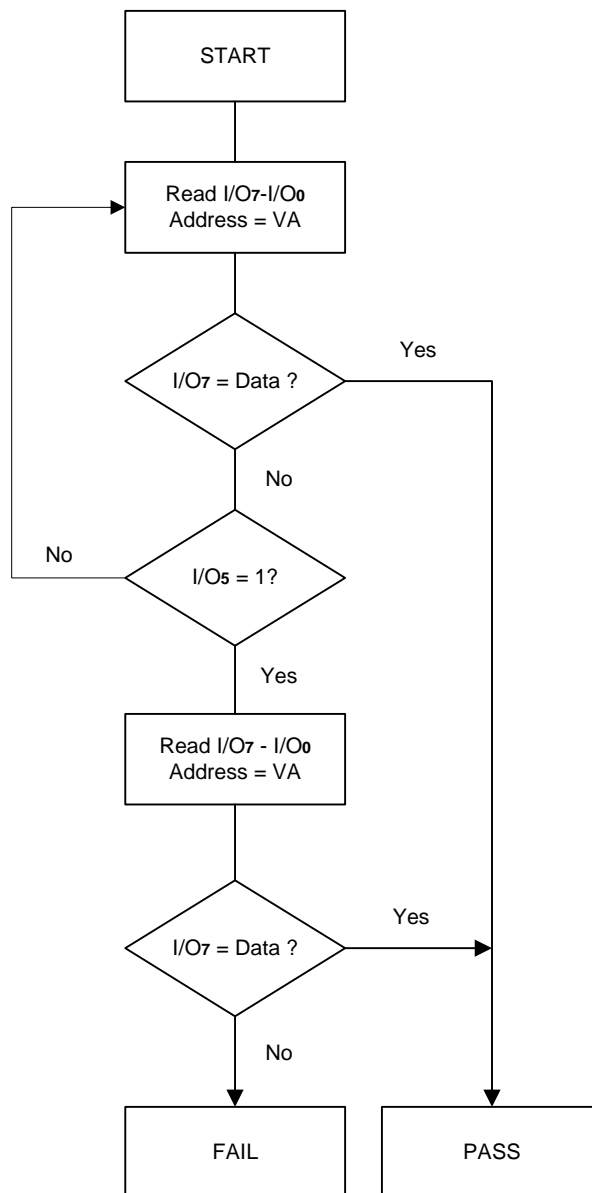 START
Read I/O7-I/O0
Address = VA
Yes
I/O7 = Data ?
No
No
I/O5 = 1?
Yes
Read I/O7 - I/O0
Address = VA
Yes
I/O7 = Data ?
No
FAIL
PASS